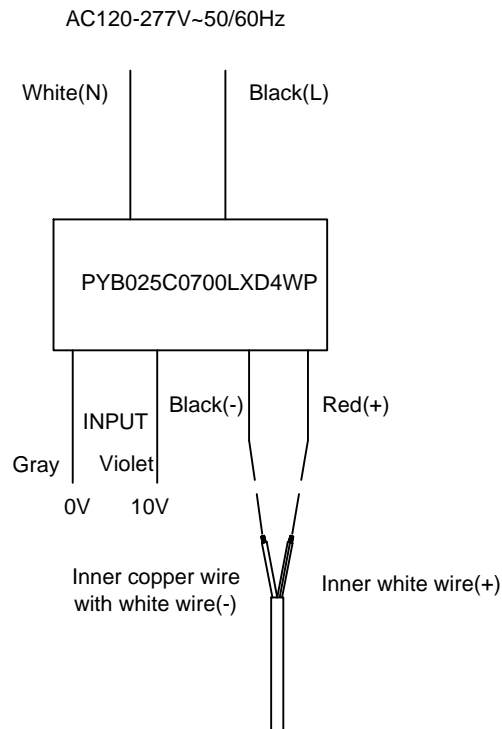 AC120-277V~50/60Hz
White(N)
Black(L)
PYB025C0700LXD4WP
Black(-)
Red(+)
INPUT
Gray
Violet
0V
10V
Inner copper wire
with white wire(-)
Inner white wire(+)